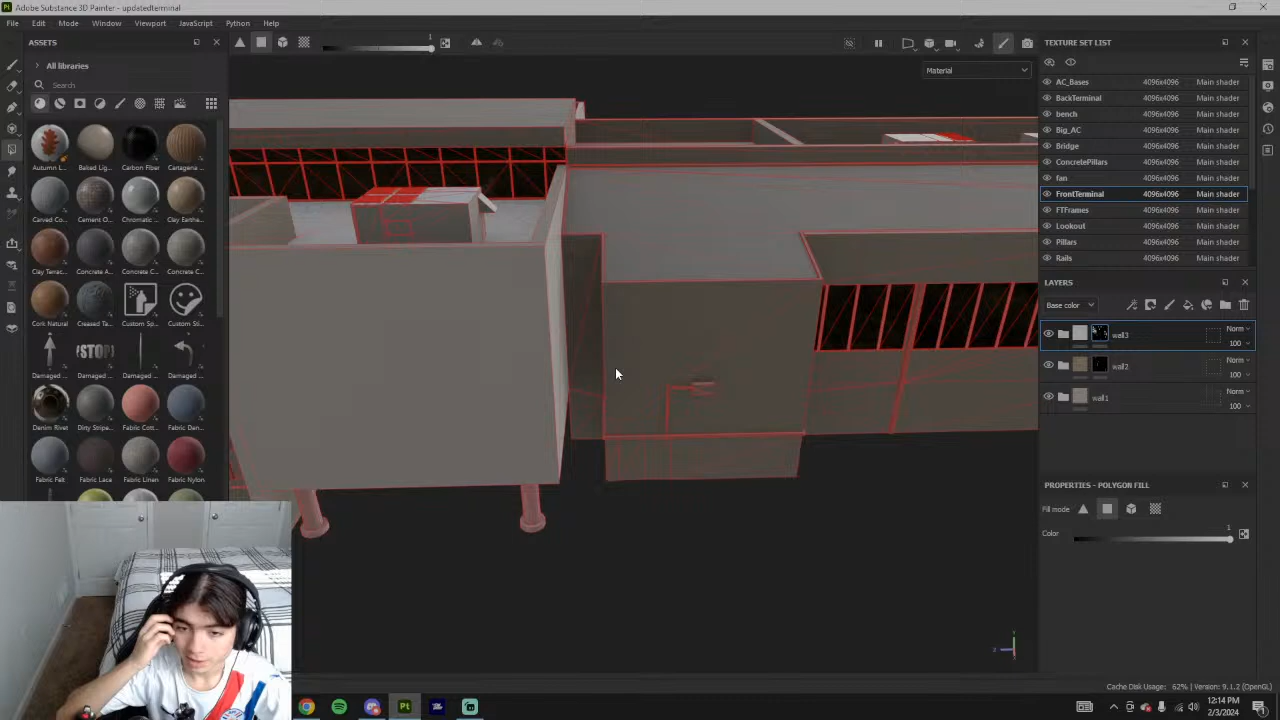 Adobe Substance 3D Painter - updatedterminal
File Edit Mode Window Viewport JavaScript Python Help
ASSETS
All libraries
Search
Autumn L...
Baked Lig...
Carbon Fiber
Cartagena ...
Carved Co...
Cement O...
Chromatic ...
Clay Earthe...
Clay Terrac...
Concrete A...
Concrete C...
Concrete C...
Cork Natural
Creased Ta...
Custom Sp...
Custom Sti...
STOP!
Damaged ...
Damaged ...
Damaged ...
Damaged ...
Denim Rivet
Dirty Stripe...
Fabric Cott...
Fabric Dan...
Fabric Felt
Fabric Lace
Fabric Linen
Fabric Nylon
1
Material
TEXTURE SET LIST
AC_Bases 4096x4096 Main shader
BackTerminal 4096x4096 Main shader
bench 4096x4096 Main shader
Big_AC 4096x4096 Main shader
Bridge 4096x4096 Main shader
ConcretePillars 4096x4096 Main shader
fan 4096x4096 Main shader
FrontTerminal 4096x4096 Main shader
FTFrames 4096x4096 Main shader
Lookout 4096x4096 Main shader
Pillars 4096x4096 Main shader
Rails 4096x4096 Main shader
LAYERS
Base color
wall3 Norm
100
wall2 Norm
100
wall1 Norm
100
PROPERTIES - POLYGON FILL
Fill mode
Color 1
Cache Disk Usage: 62% | Version: 9.1.2 (OpenGL)
Pt
12:14 PM
2/3/2024